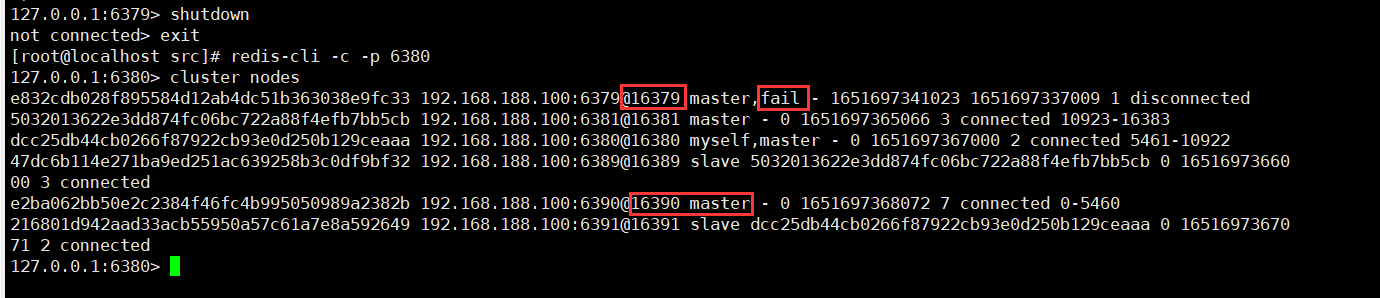 127.0.0.1:6379> shutdown
not connected> exit
[root@localhost src]# redis-cli -c -p 6380
127.0.0.1:6380> cluster nodes
e832cdb028f895584d12ab4dc51b363038e9fc33 192.168.188.100:6379@16379 master,fail - 1651697341023 1651697337009 1 disconnected
5032013622e3dd874fc06bc722a88f4efb7bb5cb 192.168.188.100:6381@16381 master - 0 1651697365066 3 connected 10923-16383
dcc25db44cb0266f87922cb93e0d250b129ceaaa 192.168.188.100:6380@16380 myself,master - 0 1651697367000 2 connected 5461-10922
47dc6b114e271ba9ed251ac639258b3c0df9bf32 192.168.188.100:6389@16389 slave 5032013622e3dd874fc06bc722a88f4efb7bb5cb 0 16516973660
00 3 connected
e2ba062bb50e2c2384f46fc4b995050989a2382b 192.168.188.100:6390@16390 master - 0 1651697368072 7 connected 0-5460
216801d942aad33acb55950a57c61a7e8a592649 192.168.188.100:6391@16391 slave dcc25db44cb0266f87922cb93e0d250b129ceaaa 0 16516973670
71 2 connected
127.0.0.1:6380>